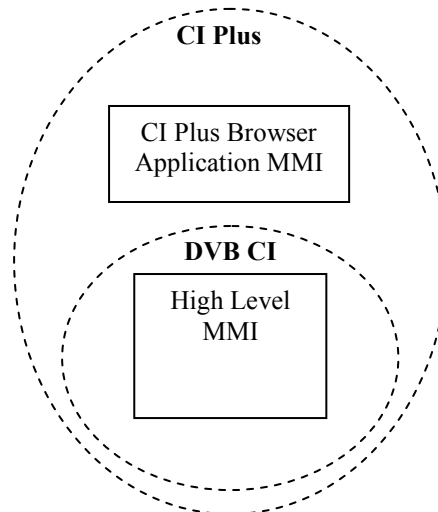 CI Plus
CI Plus Browser
Application MMI
DVB CI
High Level
MMI